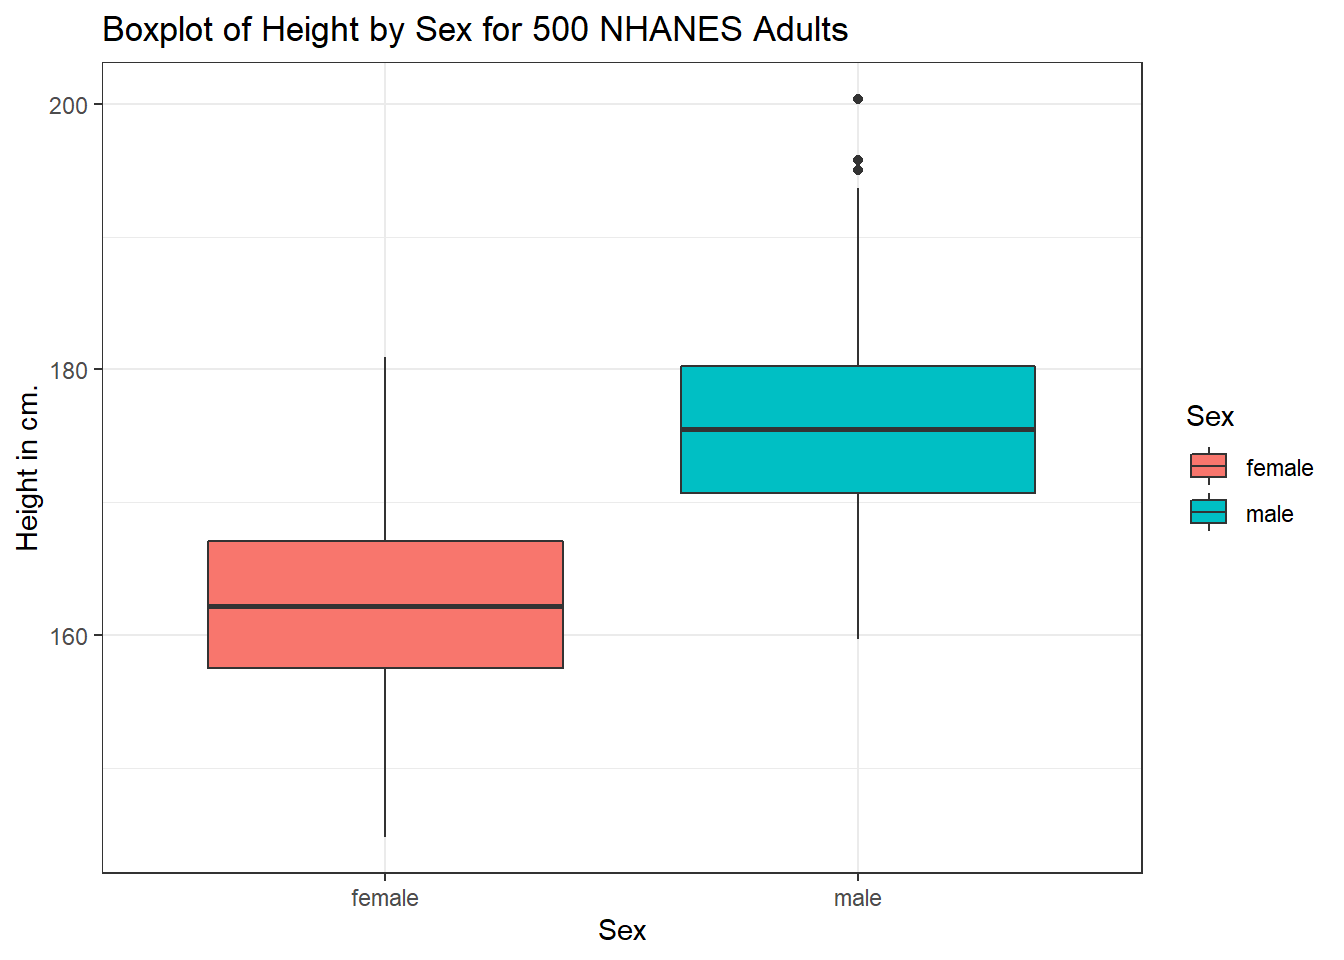 Boxplot of Height by Sex for 500 NHANES Adults
200
180
160
Height in cm.
female
male
Sex
Sex
female
male